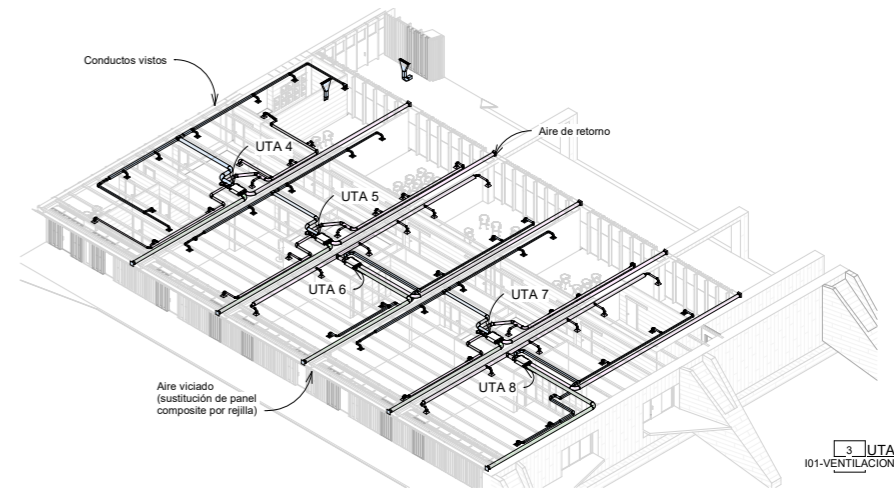 Conductos vistos
Aire de retorno
UTA 4
UTA 5
UTA 6
UTA 7
UTA 8
Aire viciado
(sustitución de panel
composite por rejilla)
3 UTA
I01-VENTILACION